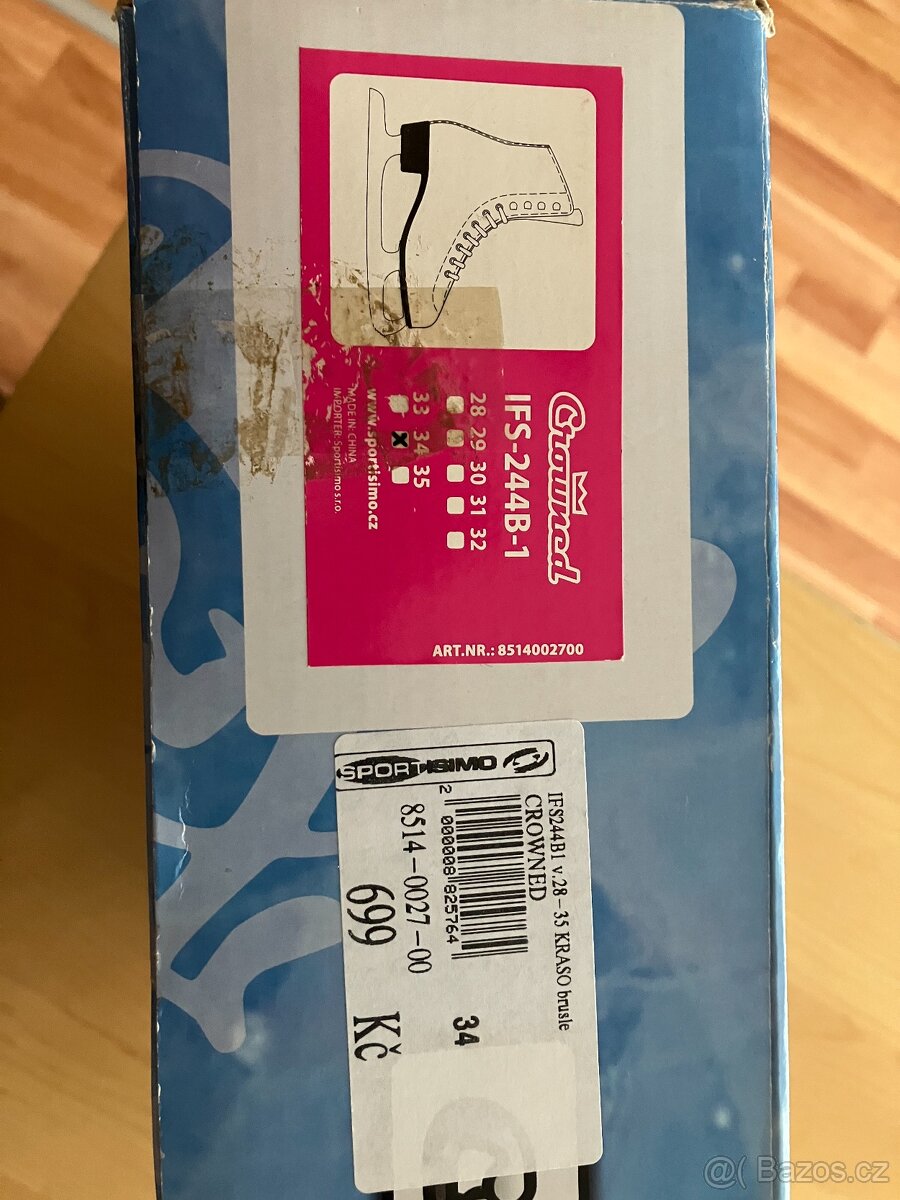 Crowned
IFS-244B-1
28 29 30 31 32
33 34 35
x
www.sportisimo.cz
MADE IN: CHINA
IMPORTER: Sportisimo s.r.o.
ART.NR.: 8514002700
SPORTISIMO
IFS244B1 v.28-35 KRASO brusle
CROWNED
2 000008 825764
34
8514-0027-00
699 Kč
@( Bazos.cz